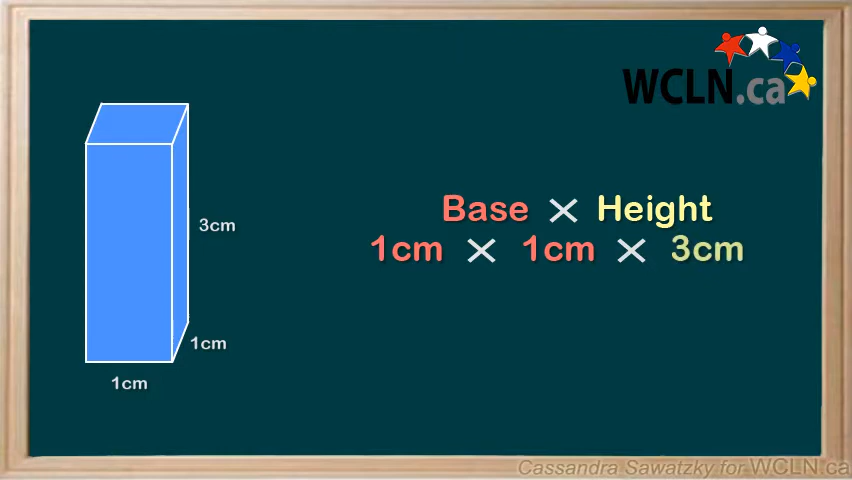 WCLN.ca
Base × Height
1cm × 1cm × 3cm
3cm
1cm
1cm
Cassandra Sawatzky for WCLN.ca